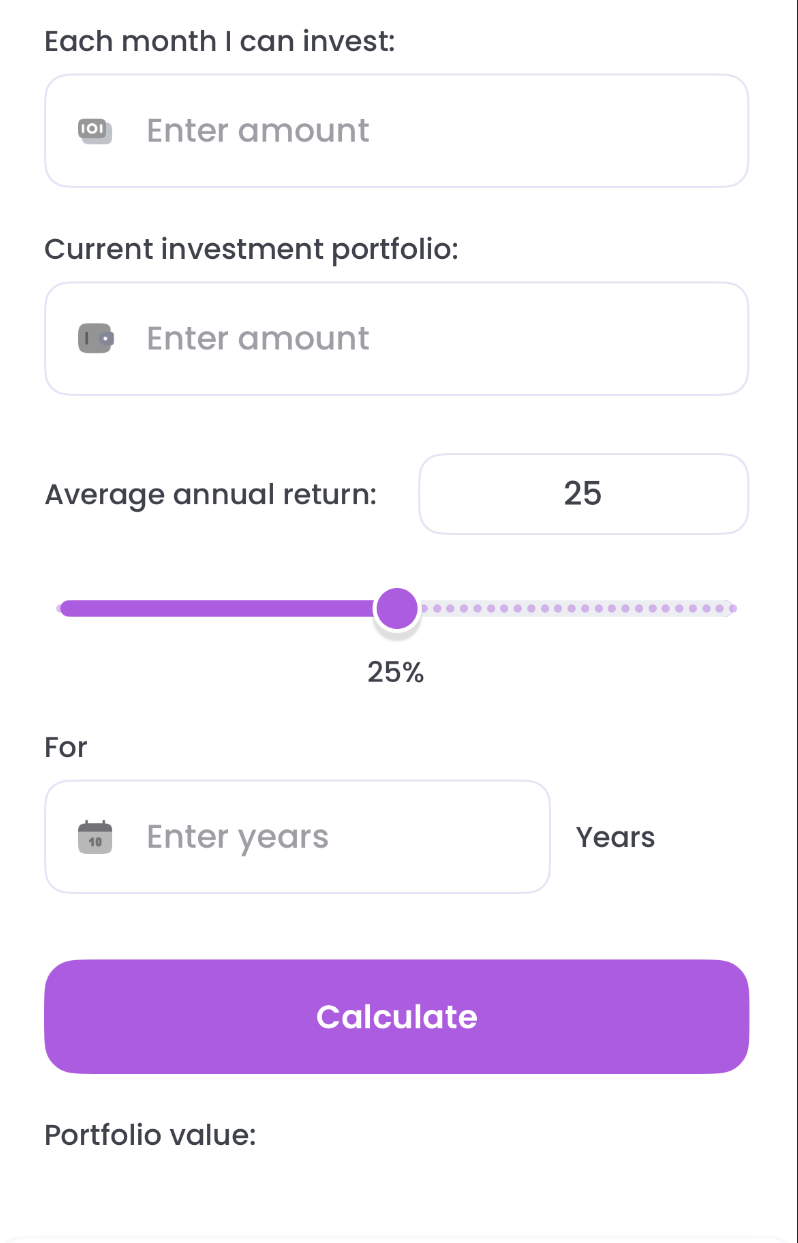 Each month I can invest:
Enter amount
Current investment portfolio:
Enter amount
Average annual return:
25
25%
For
10
Enter years
Years
Calculate
Portfolio value: